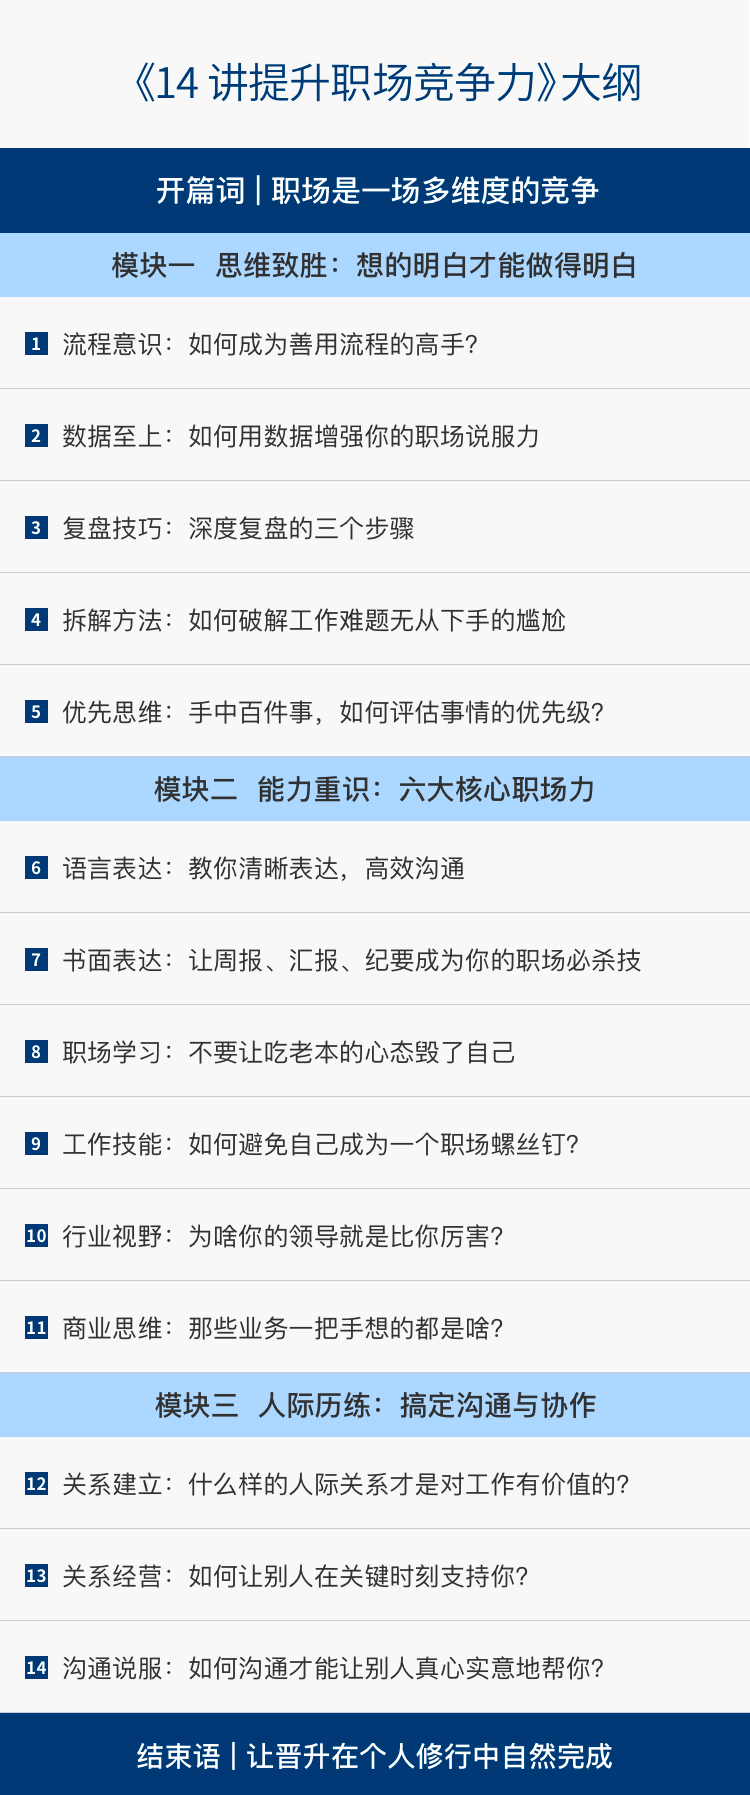 《14 讲提升职场竞争力》大纲
开篇词 | 职场是一场多维度的竞争
模块一 思维致胜：想的明白才能做得明白
1 流程意识：如何成为善用流程的高手?
2 数据至上：如何用数据增强你的职场说服力
3 复盘技巧：深度复盘的三个步骤
4 拆解方法：如何破解工作难题无从下手的尴尬
5 优先思维：手中百件事，如何评估事情的优先级?
模块二 能力重识：六大核心职场力
6 语言表达：教你清晰表达，高效沟通
7 书面表达：让周报、汇报、纪要成为你的职场必杀技
8 职场学习：不要让吃老本的心态毁了自己
9 工作技能：如何避免自己成为一个职场螺丝钉?
10 行业视野：为啥你的领导就是比你厉害?
11 商业思维：那些业务一把手想的都是啥?
模块三 人际历练：搞定沟通与协作
12 关系建立：什么样的人际关系才是对工作有价值的?
13 关系经营：如何让别人在关键时刻支持你?
14 沟通说服：如何沟通才能让别人真心实意地帮你?
结束语 | 让晋升在个人修行中自然完成